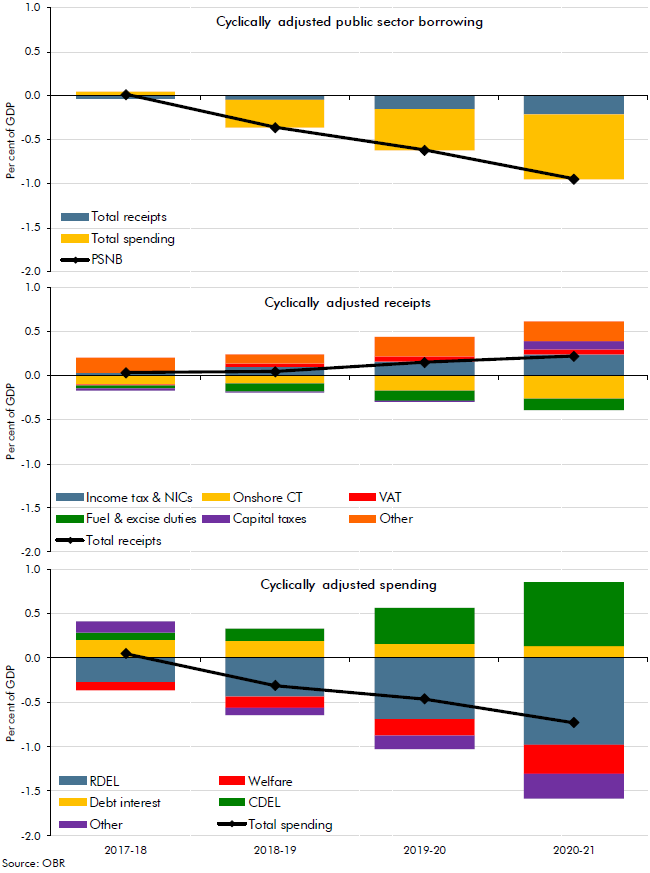 Cyclically adjusted public sector borrowing
1.0
0.5
0.0
-0.5
-1.0
-1.5
-2.0
Per cent of GDP
Total receipts
Total spending
PSNB
Cyclically adjusted receipts
1.0
0.5
0.0
-0.5
-1.0
-1.5
-2.0
Per cent of GDP
Income tax & NICs Onshore CT VAT
Fuel & excise duties Capital taxes Other
Total receipts
Cyclically adjusted spending
1.0
0.5
0.0
-0.5
-1.0
-1.5
-2.0
Per cent of GDP
RDEL Welfare
Debt interest CDEL
Other Total spending
2017-18 2018-19 2019-20 2020-21
Source: OBR